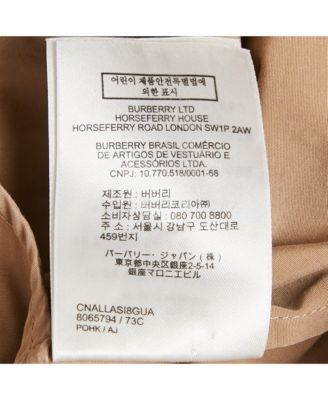 어린이 제품안전특별법에
의한 표시
BURBERRY LTD
HORSEFERRY HOUSE
HORSEFERRY ROAD LONDON SW1P 2AW
BURBERRY BRASIL COMÉRCIO
DE ARTIGOS DE VESTUÁRIO E
ACESSÓRIOS LTDA.
CNPJ: 10.770.518/0001-68
제조원 : 버버리
수입원 : 버버리코리아㈜
소비자상담실 : 080 700 8800
주소 : 서울시 강남구 도산대로
459번지
バーバリー・ジャパン (株)
東京都中央区銀座2-5-14
銀座マロニエビル
CNALLASI8GUA
8065794 / 73C
POHK / AJ